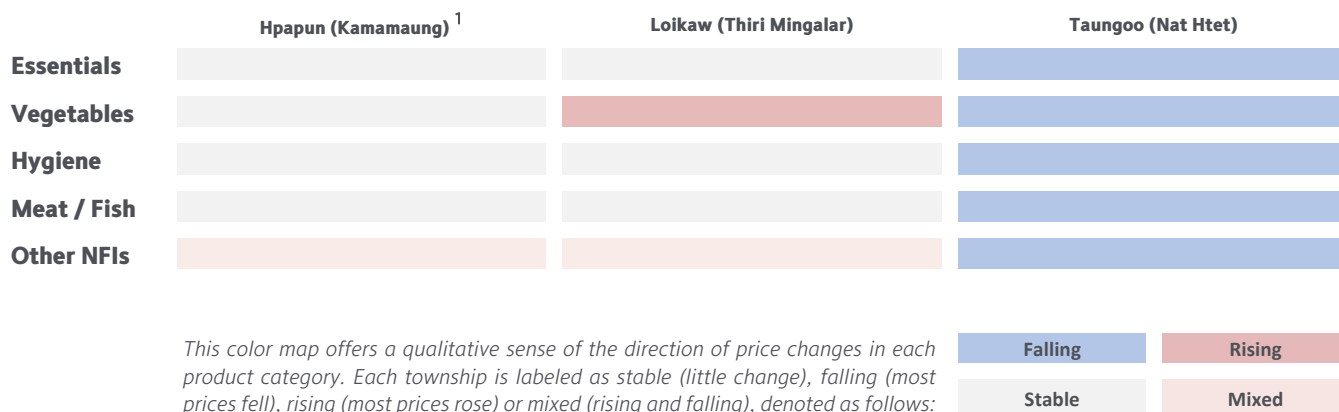 Hpapun (Kamamaung) 1 Loikaw (Thiri Mingalar) Taungoo (Nat Htet)
Essentials
Vegetables
Hygiene
Meat / Fish
Other NFIs
This color map offers a qualitative sense of the direction of price changes in each
product category. Each township is labeled as stable (little change), falling (most
prices fell), rising (most prices rose) or mixed (rising and falling), denoted as follows:
Falling Rising
Stable Mixed